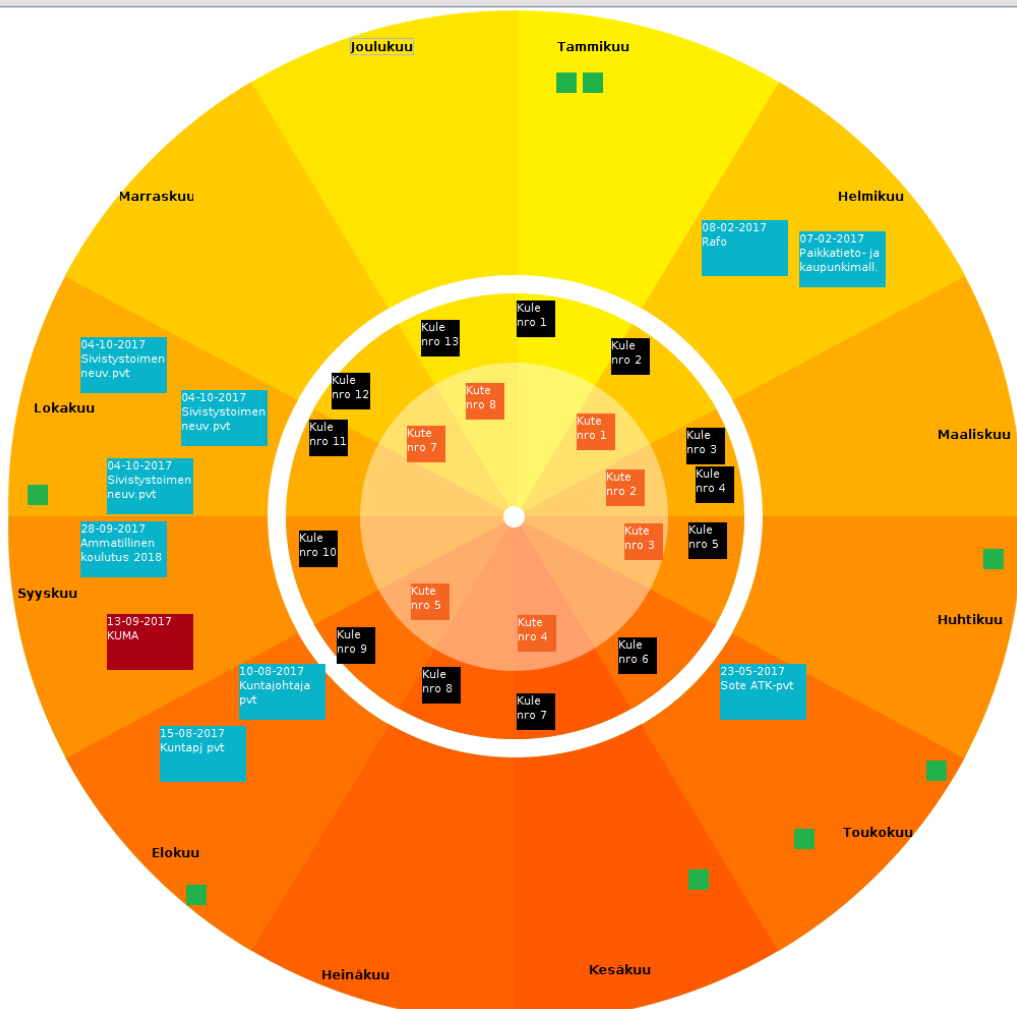 Joulukuu
Tammikuu
Marraskuu
Helmikuu
08-02-2017
Rafo
07-02-2017
Paikkatieto- ja
kaupunkimall.
Kule
nro 1
Kule
nro 13
Kule
nro 2
04-10-2017
Sivistystoimen
neuv.pvt
Kule
nro 12
Kute
nro 8
Lokakuu
04-10-2017
Sivistystoimen
neuv.pvt
Kule
nro 11
Kute
nro 7
Kute
nro 1
Kule
nro 3
Maaliskuu
04-10-2017
Sivistystoimen
neuv.pvt
Kute
nro 2
Kule
nro 4
28-09-2017
Ammatillinen
koulutus 2018
Kule
nro 10
Kute
nro 3
Kule
nro 5
Syyskuu
Kute
nro 5
Huhtikuu
13-09-2017
KUMA
Kule
nro 9
Kute
nro 4
Kule
nro 6
10-08-2017
Kuntajohtaja
pvt
Kule
nro 8
Kule
nro 7
23-05-2017
Sote ATK-pvt
15-08-2017
Kuntapj pvt
Toukokuu
Elokuu
Heinäkuu
Kesäkuu